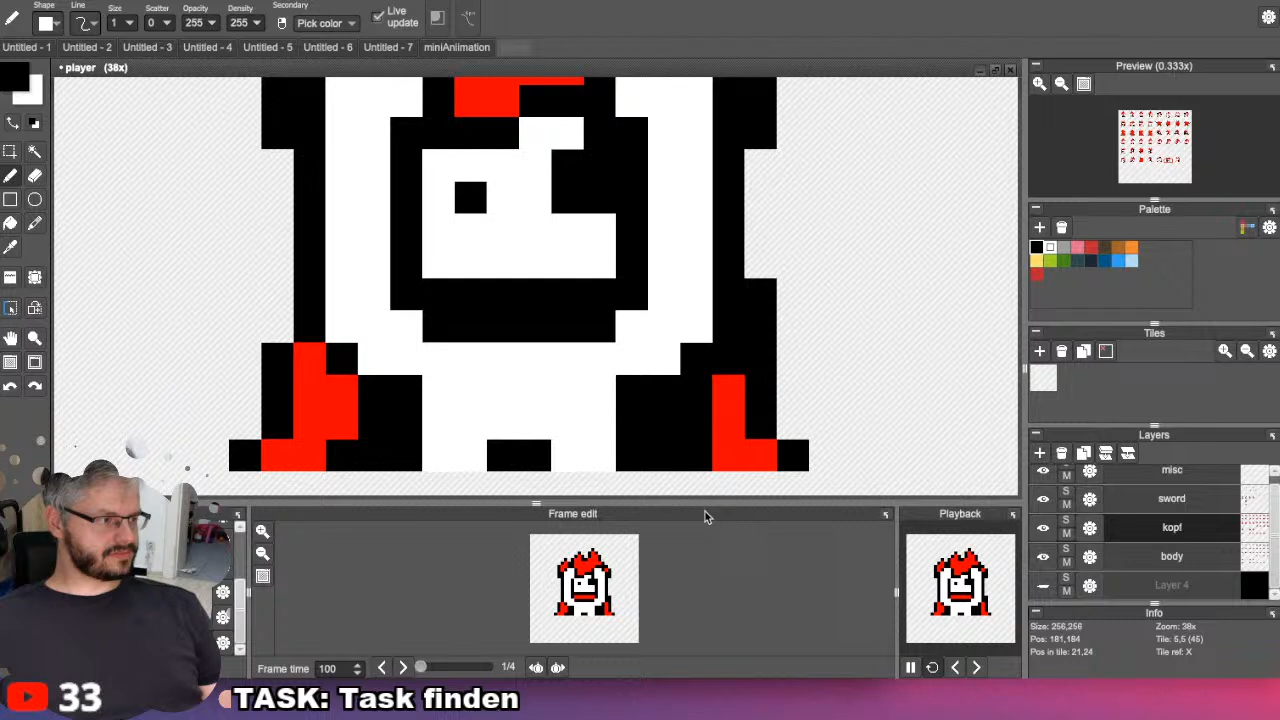 Shape Line Size Scatter Opacity Density Secondary
1 0 255 255 Pick color Live update
Untitled - 1 Untitled - 2 Untitled - 3 Untitled - 4 Untitled - 5 Untitled - 6 Untitled - 7 miniAniimation
• player (38x)
Preview (0.333x)
Palette
Tiles
Layers
misc
S
M
sword
S
M
kopf
S
M
body
S
M
Layer 4
S
M
Info
Size: 256,256 Zoom: 38x
Pos: 181,184 Tile: 5,5 (45)
Pos in tile: 21,24 Tile ref: X
Frame edit
Playback
Frame time 100 1/4
33 TASK: Task finden